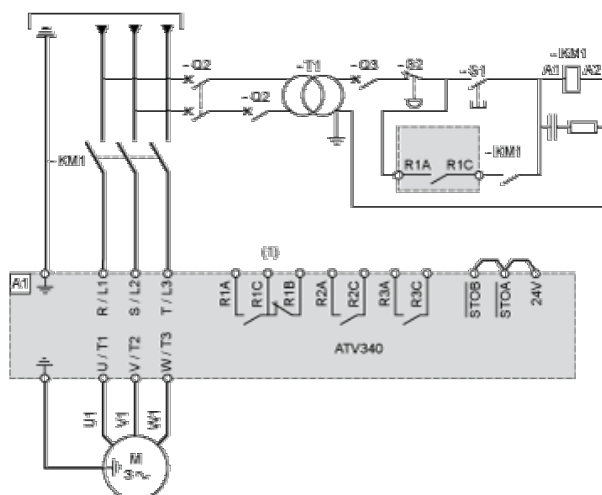 - Q2
- T1
- Q3
- S2
- S1
- KM1
A1
A2
- Q2
- KM1
R1A
R1C
- KM1
(1)
A1
R / L1
S / L2
T / L3
R1A
R1C
R1B
R2A
R2C
R3A
R3C
STOB
STOA
24V
U / T1
V / T2
W / T3
ATV340
U1
V1
W1
M
3~